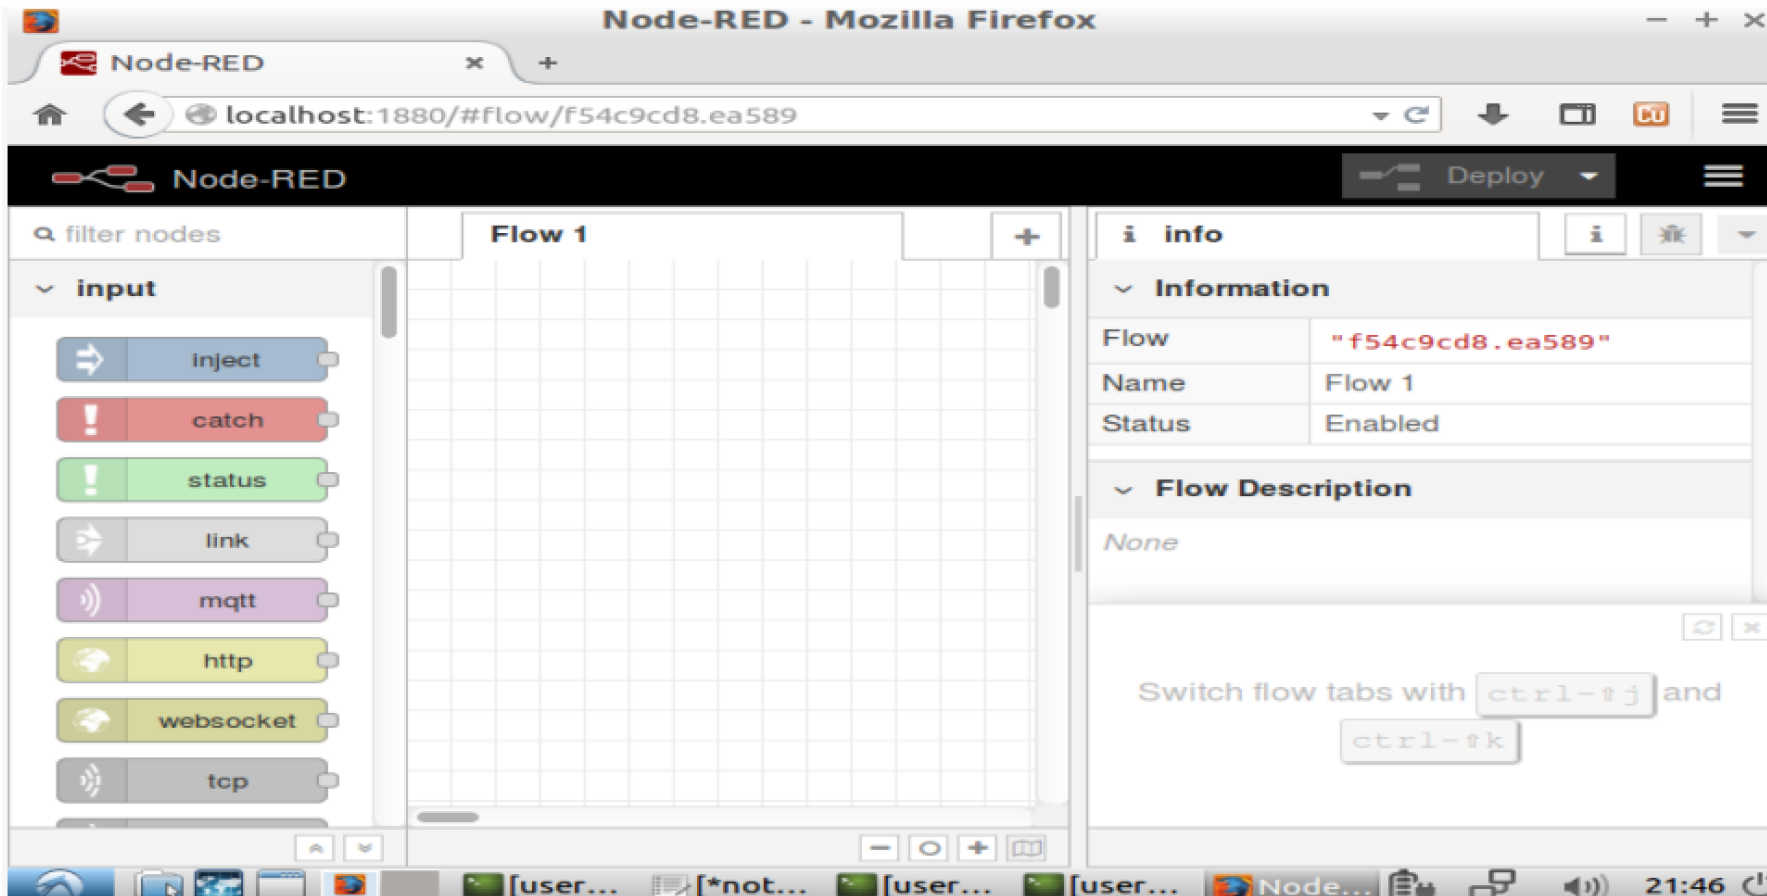 Node-RED - Mozilla Firefox
Node-RED
localhost:1880/#flow/f54c9cd8.ea589
Node-RED
Deploy
filter nodes
Flow 1
info
input
inject
catch
status
link
mqtt
http
websocket
tcp
Information
Flow "f54c9cd8.ea589"
Name Flow 1
Status Enabled
Flow Description
None
Switch flow tabs with ctrl-⇧j and
ctrl-⇧k
[user... [*not... [user... [user... Node... 21:46